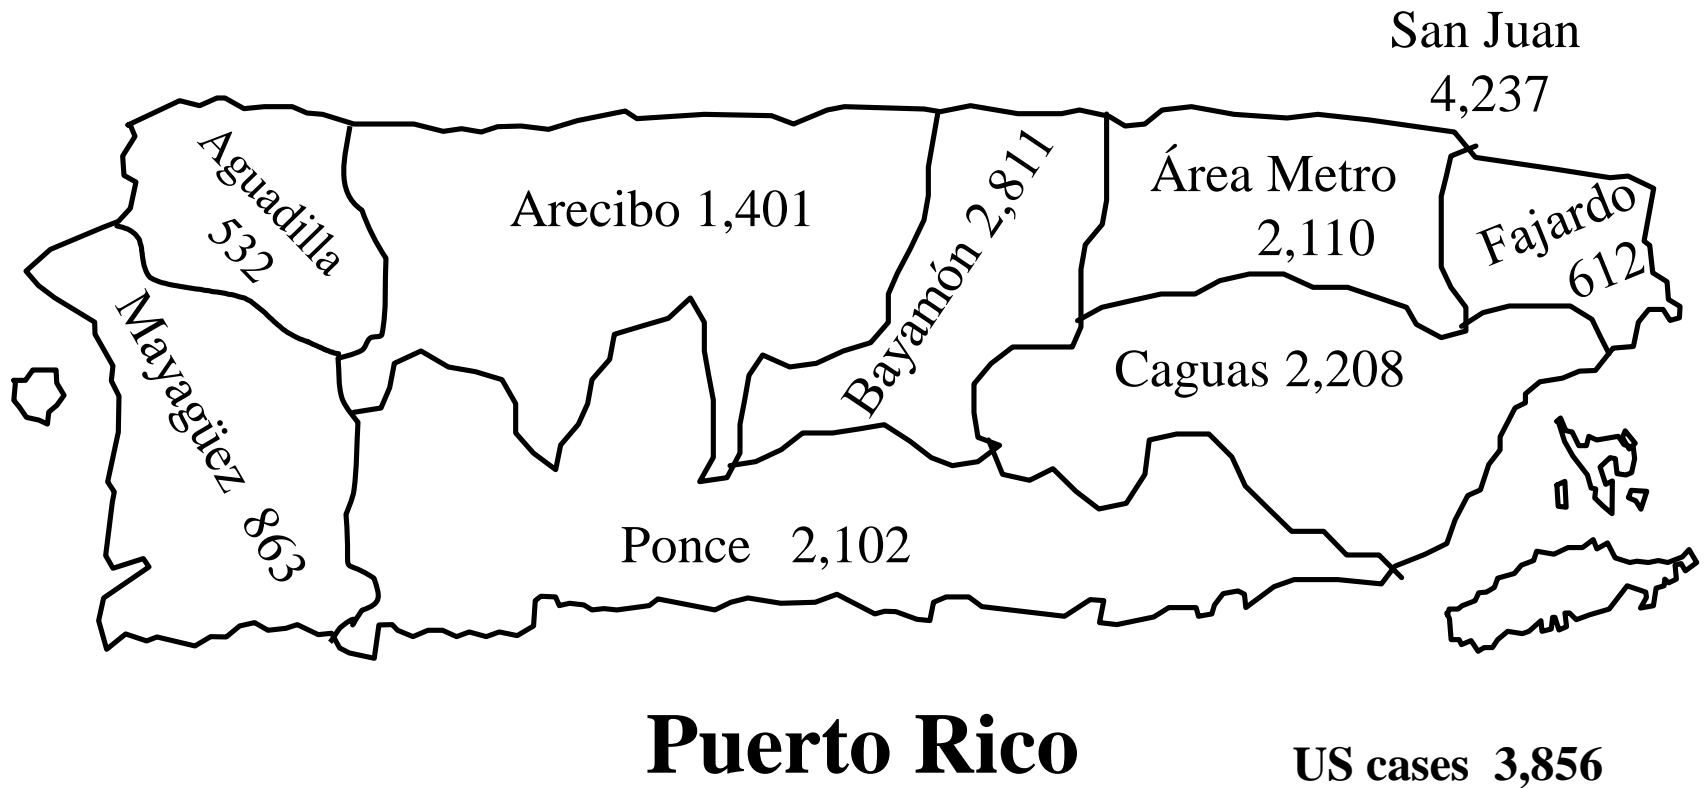 San Juan
4,237
Aguadilla
532
Arecibo 1,401
Bayamón 2,811
Área Metro
2,110
Fajardo
612
Mayagüez 863
Caguas 2,208
Ponce 2,102
Puerto Rico
US cases 3,856